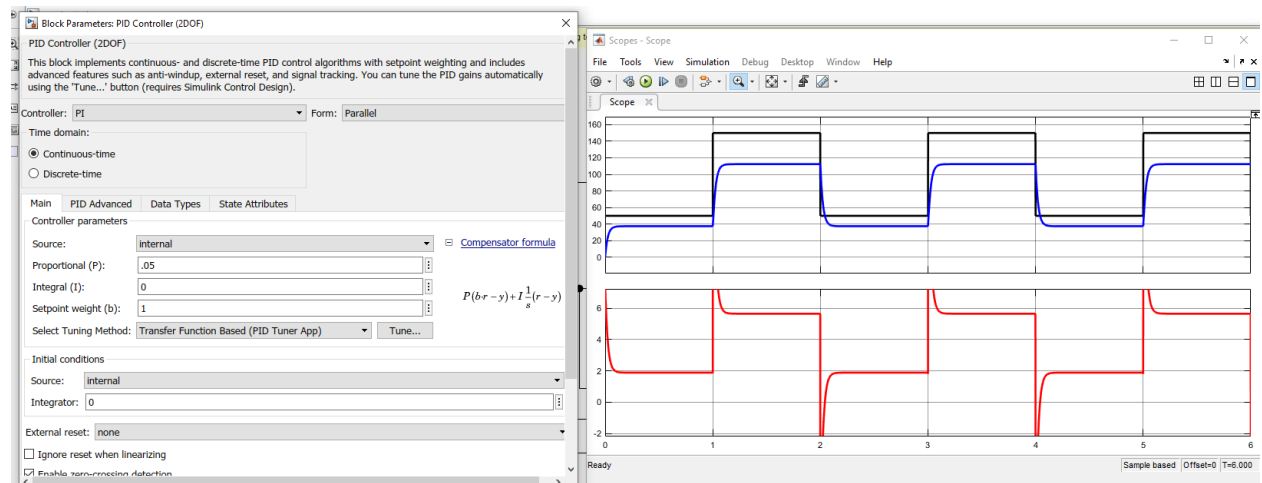 Block Parameters: PID Controller (2DOF)
PID Controller (2DOF)
This block implements continuous- and discrete-time PID control algorithms with setpoint weighting and includes
advanced features such as anti-windup, external reset, and signal tracking. You can tune the PID gains automatically
using the 'Tune...' button (requires Simulink Control Design).
Controller: PI Form: Parallel
Time domain:
Continuous-time
Discrete-time
Main PID Advanced Data Types State Attributes
Controller parameters
Source: internal Compensator formula
Proportional (P): .05
Integral (I): 0
P(b·r − y) + I 1/s (r − y)
Setpoint weight (b): 1
Select Tuning Method: Transfer Function Based (PID Tuner App) Tune...
Initial conditions
Source: internal
Integrator: 0
External reset: none
Ignore reset when linearizing
Enable zero-crossing detection
Scopes - Scope
File Tools View Simulation Debug Desktop Window Help
Scope
160
140
120
100
80
60
40
20
0
6
4
2
0
-2
0 1 2 3 4 5 6
Ready Sample based Offset=0 T=6.000